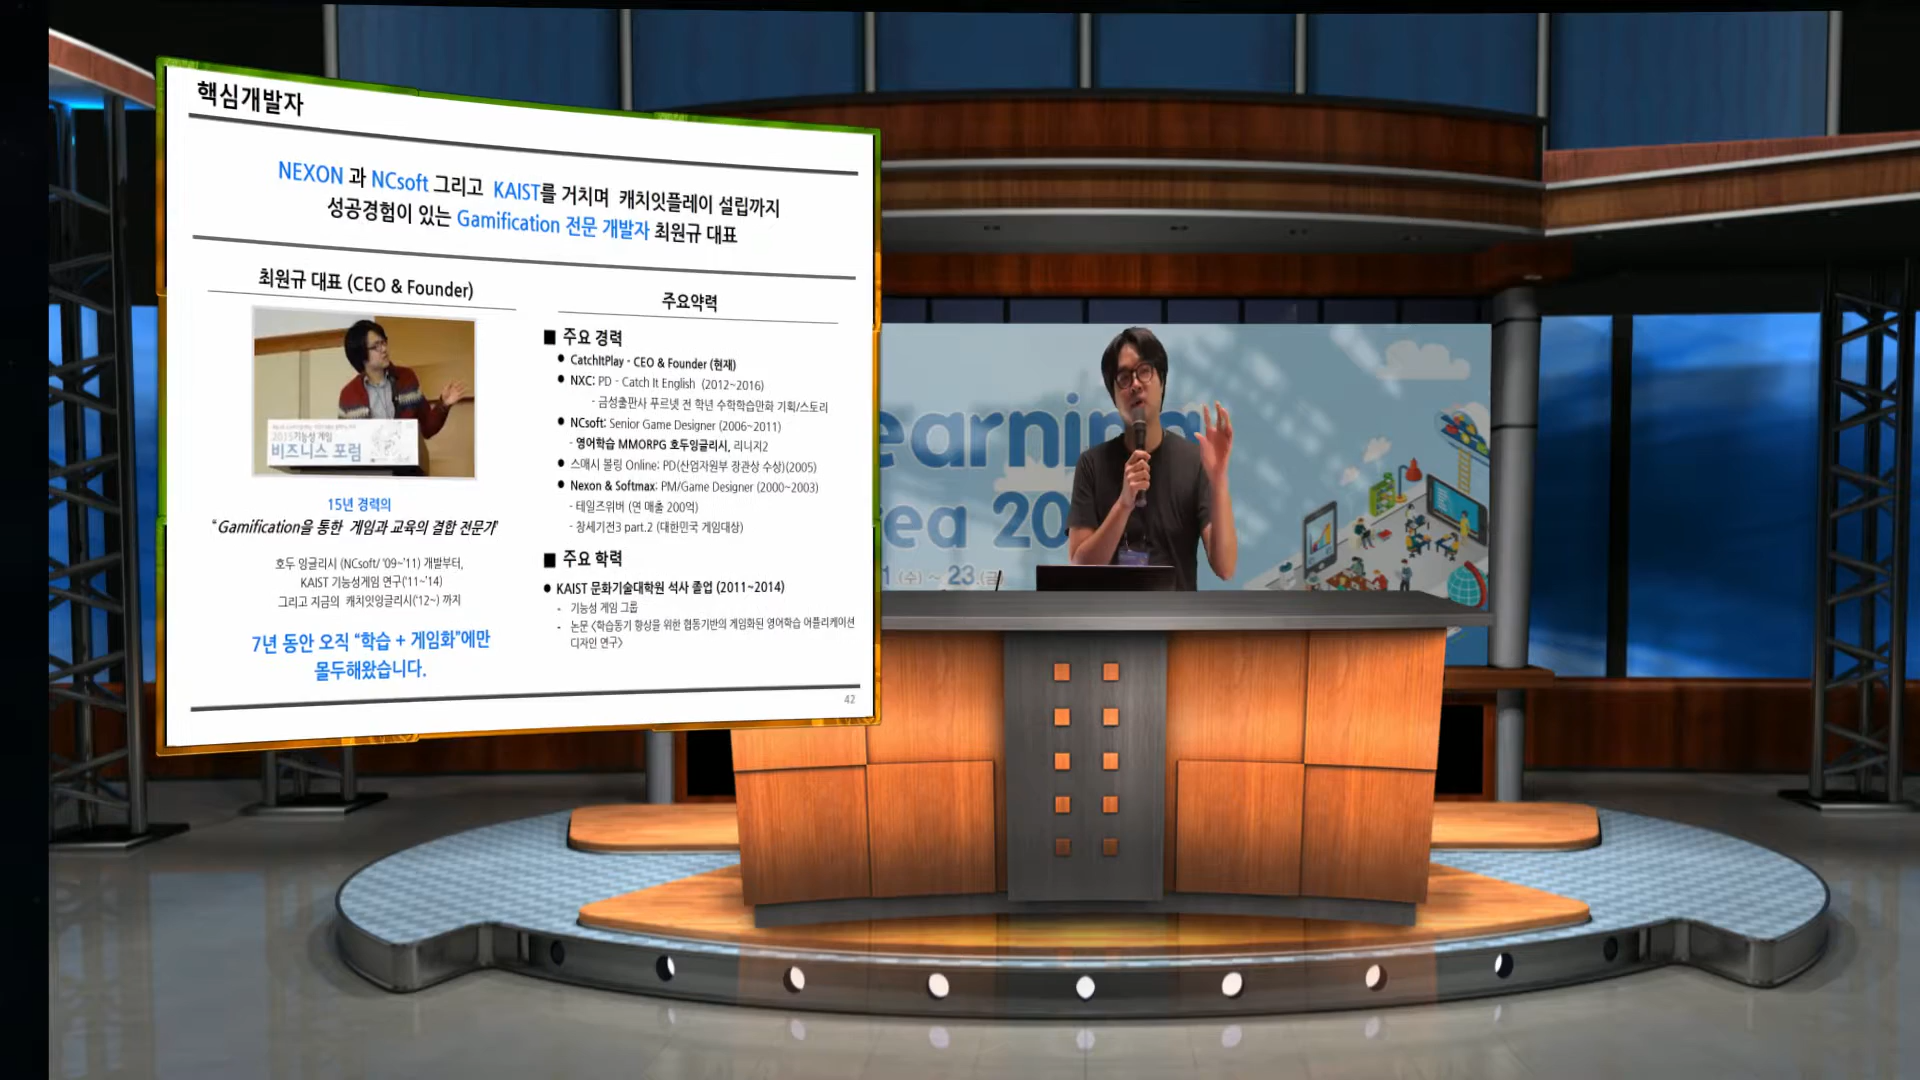 핵심개발자
NEXON 과 NCsoft 그리고 KAIST를 거치며 캐치잇플레이 설립까지
성공경험이 있는 Gamification 전문 개발자 최원규 대표
최원규 대표 (CEO & Founder)
2015기능성 게임
비즈니스 포럼
15년 경력의
“Gamification을 통한 게임과 교육의 결합 전문가”
호두 잉글리시 (NCsoft/ '09~'11) 개발부터,
KAIST 기능성게임 연구('11~'14)
그리고 지금의 캐치잇잉글리시('12~) 까지
7년 동안 오직 “학습 + 게임화”에만
몰두해왔습니다.
주요약력
■ 주요 경력
● CatchItPlay - CEO & Founder (현재)
● NXC: PD - Catch It English (2012~2016)
- 금성출판사 푸르넷 전 학년 수학학습만화 기획/스토리
● NCsoft: Senior Game Designer (2006~2011)
- 영어학습 MMORPG 호두잉글리시, 리니지2
● 스매시 볼링 Online: PD(산업자원부 장관상 수상)(2005)
● Nexon & Softmax: PM/Game Designer (2000~2003)
- 테일즈위버 (연 매출 200억)
- 창세기전3 part.2 (대한민국 게임대상)
■ 주요 학력
● KAIST 문화기술대학원 석사 졸업 (2011~2014)
- 기능성 게임 그룹
- 논문 <학습동기 향상을 위한 협동기반의 게임화된 영어학습 어플리케이션
디자인 연구>
42
earning
ea 20
1 (수) ~ 23.(금)